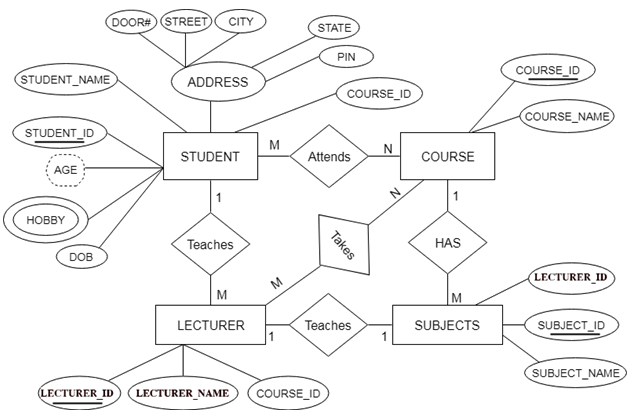 DOOR# STREET CITY
STATE
ADDRESS
PIN
STUDENT_NAME
COURSE_ID
COURSE_ID
COURSE_NAME
STUDENT_ID
STUDENT
M
Attends
N
COURSE
AGE
HOBBY
DOB
1
N
1
Teaches
Takes
HAS
M
M
M
LECTURER
1
Teaches
1
SUBJECTS
LECTURER_ID
SUBJECT_ID
SUBJECT_NAME
LECTURER_ID
LECTURER_NAME
COURSE_ID